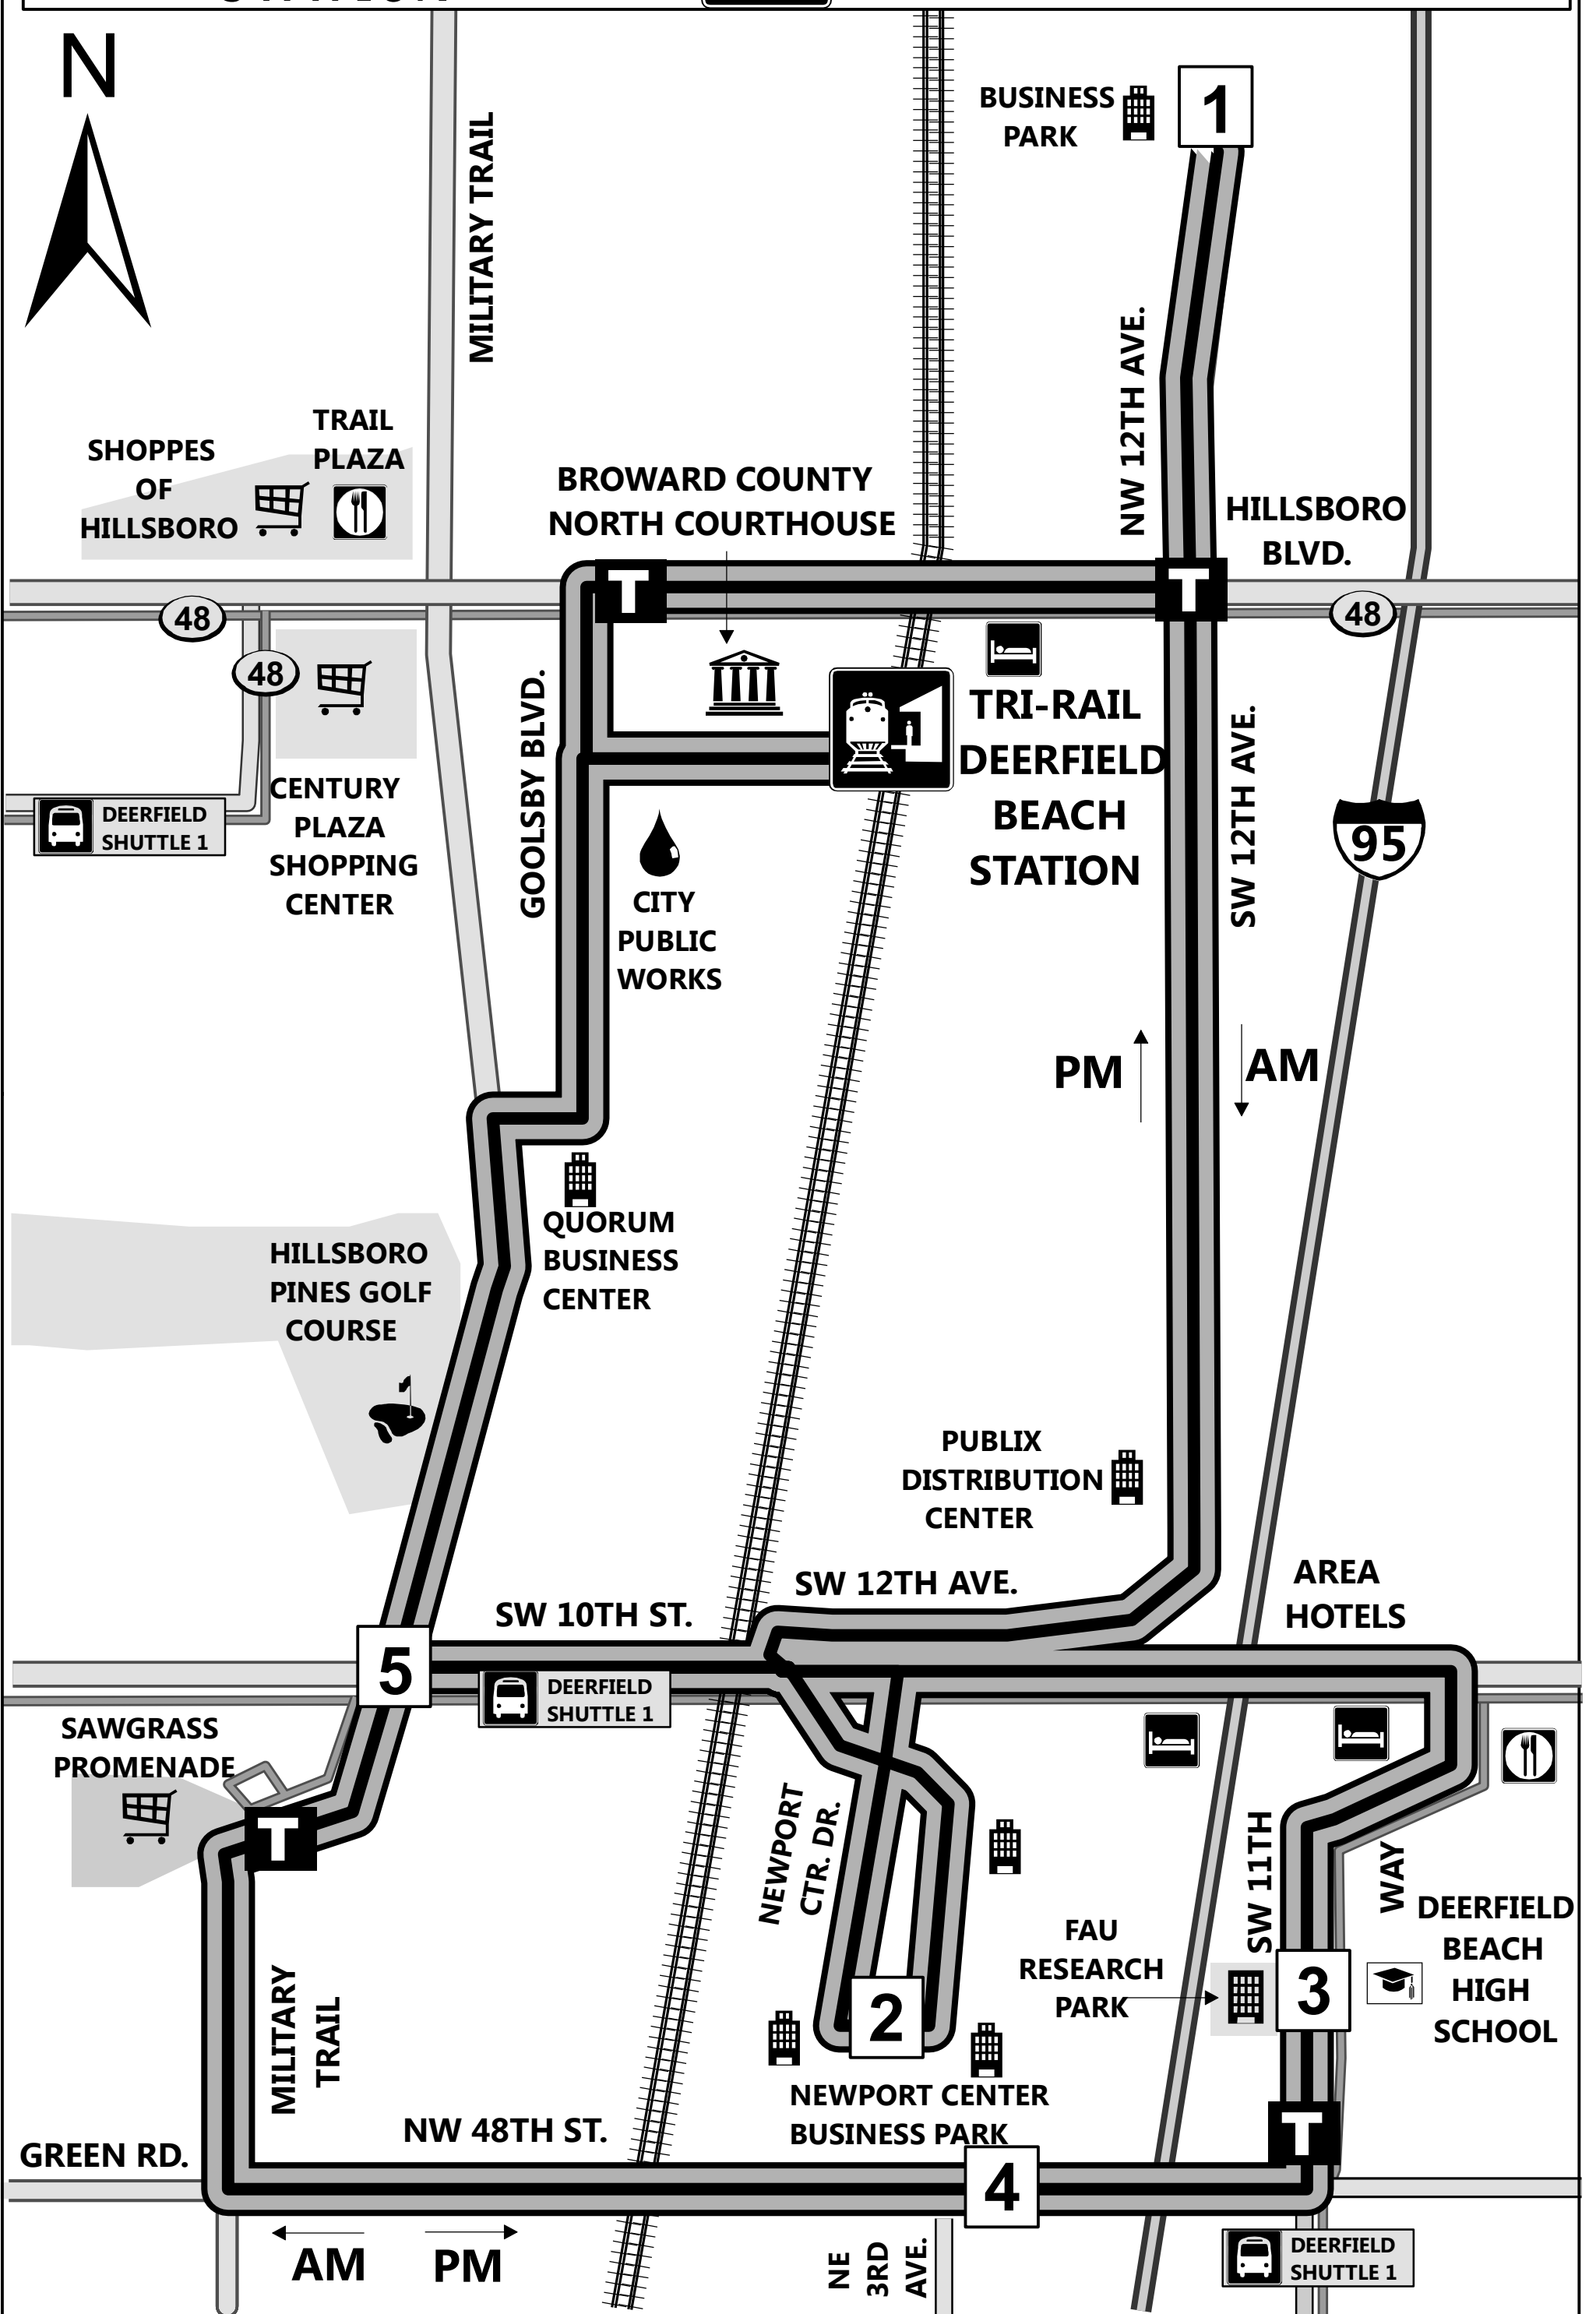 N
BUSINESS
PARK
1
MILITARY TRAIL
NW 12TH AVE.
TRAIL
PLAZA
SHOPPES
OF
HILLSBORO
BROWARD COUNTY
NORTH COURTHOUSE
HILLSBORO
BLVD.
T
T
48
48
48
GOOLSBY BLVD.
TRI-RAIL
DEERFIELD
BEACH
STATION
SW 12TH AVE.
CENTURY
PLAZA
SHOPPING
CENTER
DEERFIELD
SHUTTLE 1
95
CITY
PUBLIC
WORKS
PM
AM
QUORUM
BUSINESS
CENTER
HILLSBORO
PINES GOLF
COURSE
PUBLIX
DISTRIBUTION
CENTER
SW 12TH AVE.
AREA
HOTELS
SW 10TH ST.
5
DEERFIELD
SHUTTLE 1
SAWGRASS
PROMENADE
T
NEWPORT
CTR. DR.
SW 11TH
WAY
DEERFIELD
BEACH
HIGH
SCHOOL
FAU
RESEARCH
PARK
3
2
MILITARY
TRAIL
NEWPORT CENTER
BUSINESS PARK
T
NW 48TH ST.
GREEN RD.
4
AM
PM
NE
3RD
AVE.
DEERFIELD
SHUTTLE 1